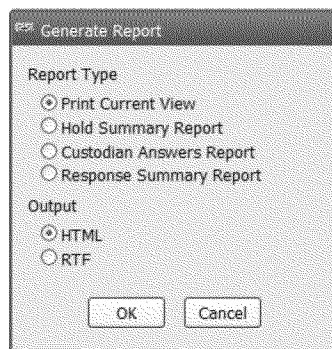 Generate Report
Report Type
Print Current View
Hold Summary Report
Custodian Answers Report
Response Summary Report
Output
HTML
RTF
OK Cancel